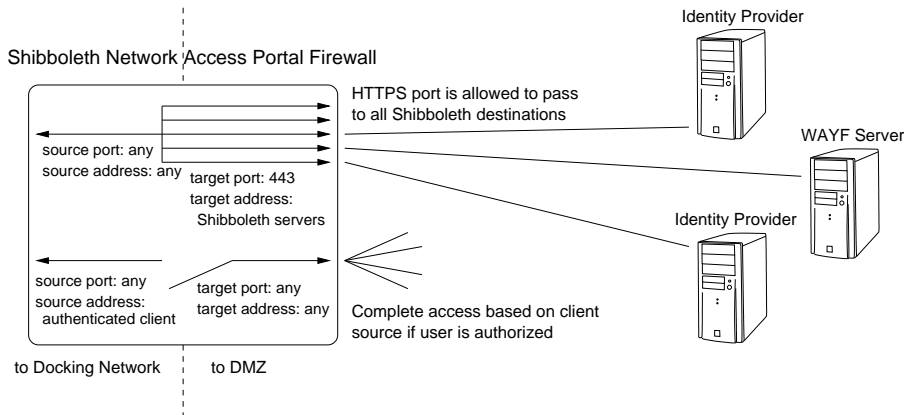 Identity Provider
Shibboleth Network Access Portal Firewall
HTTPS port is allowed to pass
to all Shibboleth destinations
WAYF Server
source port: any
source address: any
target port: 443
target address:
Shibboleth servers
Identity Provider
source port: any
source address:
authenticated client
target port: any
target address: any
Complete access based on client
source if user is authorized
to Docking Network
to DMZ